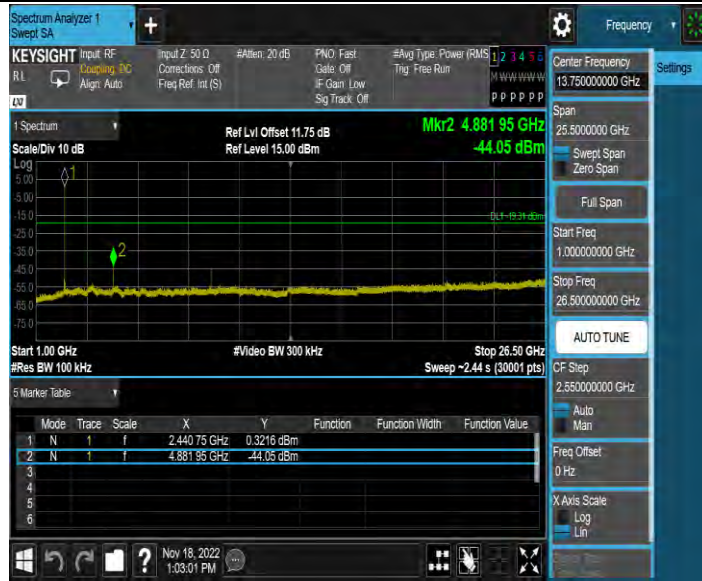 Spectrum Analyzer 1
Swept SA
+
Frequency
KEYSIGHT Input: RF Input Z: 50 Ω #Atten: 20 dB PNO: Fast #Avg Type: Power (RMS 1 2 3 4 5 6
RL Coupling: DC Corrections: Off Gate: Off Trig: Free Run M W W W W W
Align: Auto Freq Ref: Int (S) IF Gain: Low
Sig Track: Off P P P P P P
LXI
1 Spectrum
Ref Lvl Offset 11.75 dB Mkr2 4.881 95 GHz
Scale/Div 10 dB Ref Level 15.00 dBm -44.05 dBm
Log
5.00
-5.00
-15.0
-25.0
-35.0
-45.0
-55.0
-65.0
-75.0
1
2
DL1 -19.31 dBm
Start 1.00 GHz #Video BW 300 kHz Stop 26.50 GHz
#Res BW 100 kHz Sweep ~2.44 s (30001 pts)
5 Marker Table
Mode Trace Scale X Y Function Function Width Function Value
1 N 1 f 2.440 75 GHz 0.3216 dBm
2 N 1 f 4.881 95 GHz -44.05 dBm
3
4
5
6
Nov 18, 2022
1:03:01 PM
Center Frequency
13.750000000 GHz
Settings
Span
25.5000000 GHz
Swept Span
Zero Span
Full Span
Start Freq
1.000000000 GHz
Stop Freq
26.500000000 GHz
AUTO TUNE
CF Step
2.550000000 GHz
Auto
Man
Freq Offset
0 Hz
X Axis Scale
Log
Lin